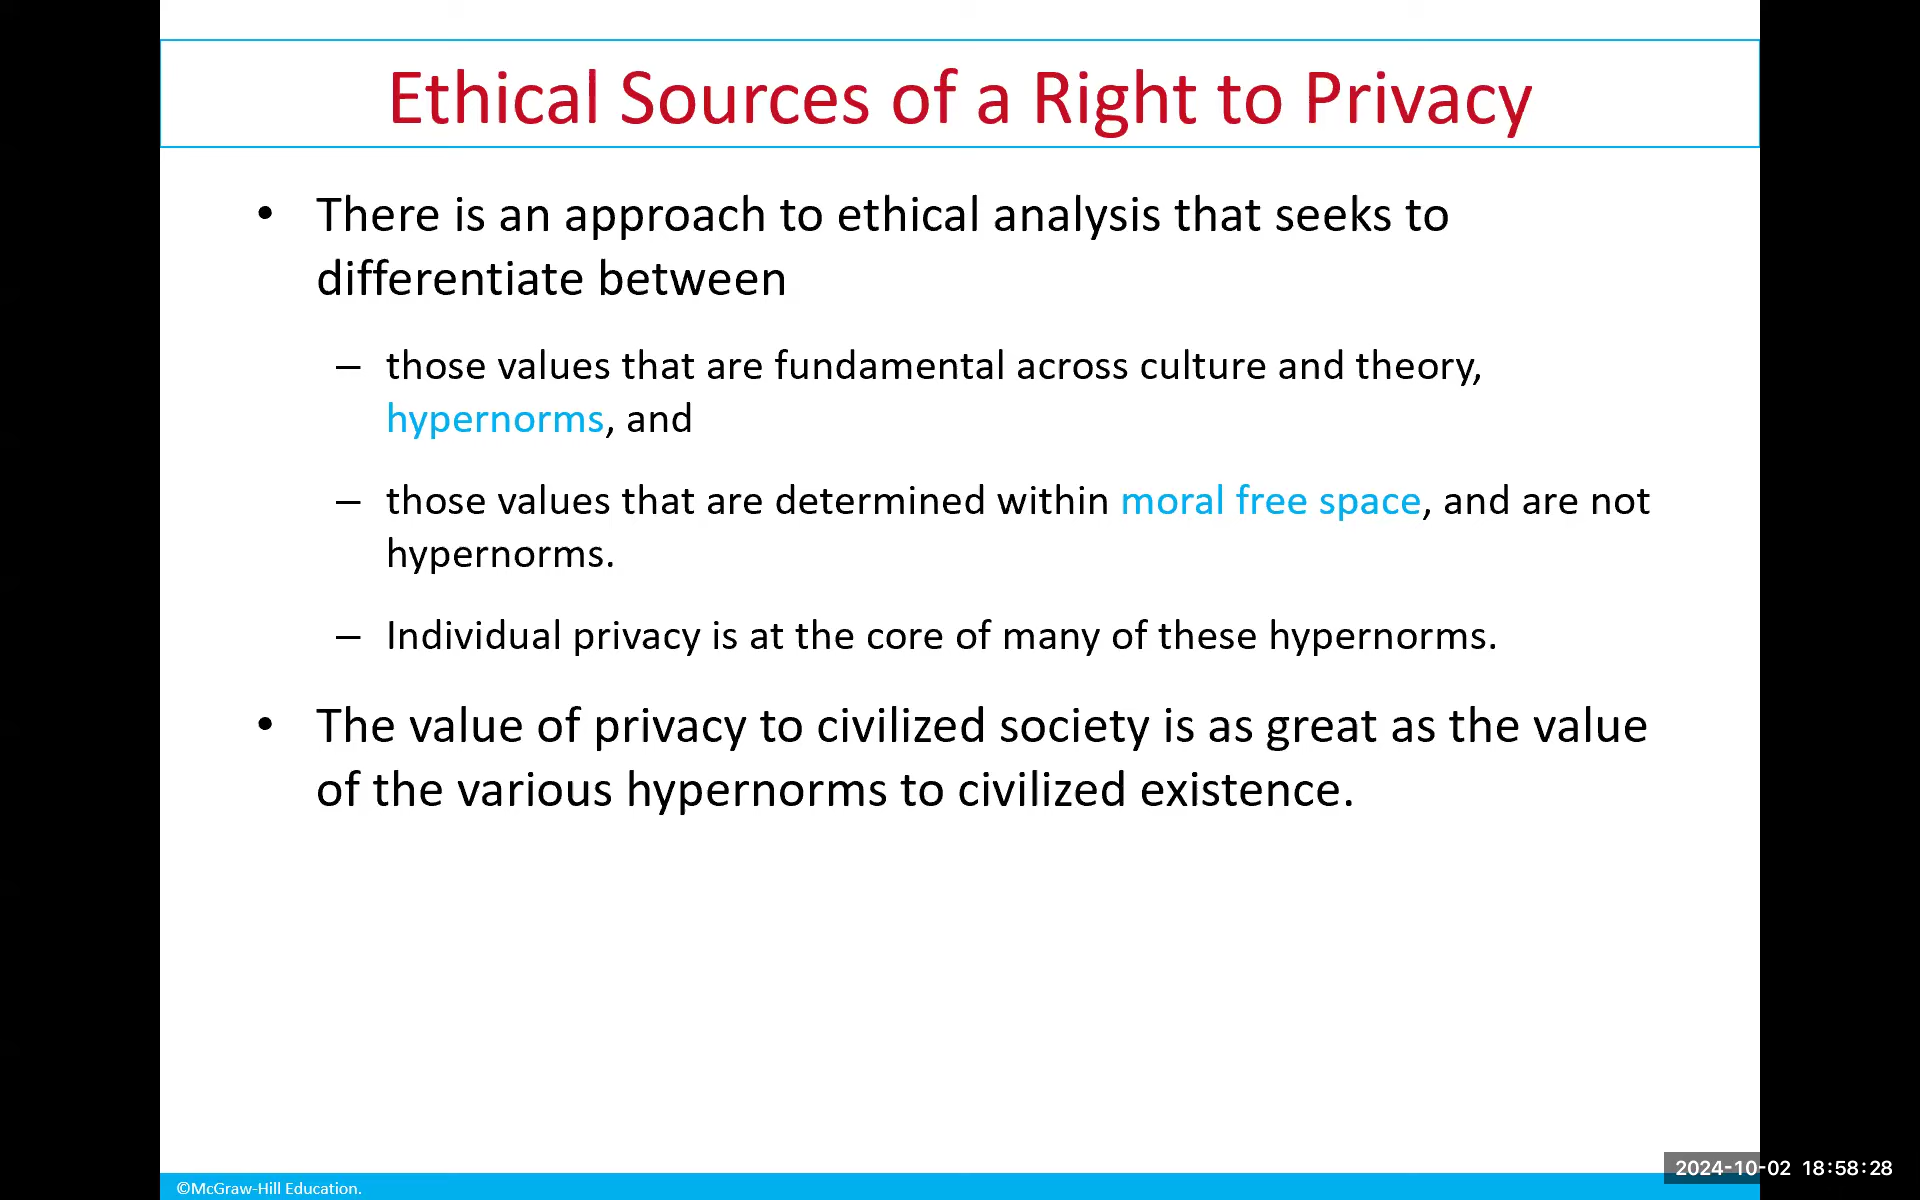 Ethical Sources of a Right to Privacy
• There is an approach to ethical analysis that seeks to
differentiate between
– those values that are fundamental across culture and theory,
hypernorms, and
– those values that are determined within moral free space, and are not
hypernorms.
– Individual privacy is at the core of many of these hypernorms.
• The value of privacy to civilized society is as great as the value
of the various hypernorms to civilized existence.
2024-10-02 18:58:28
©McGraw-Hill Education.